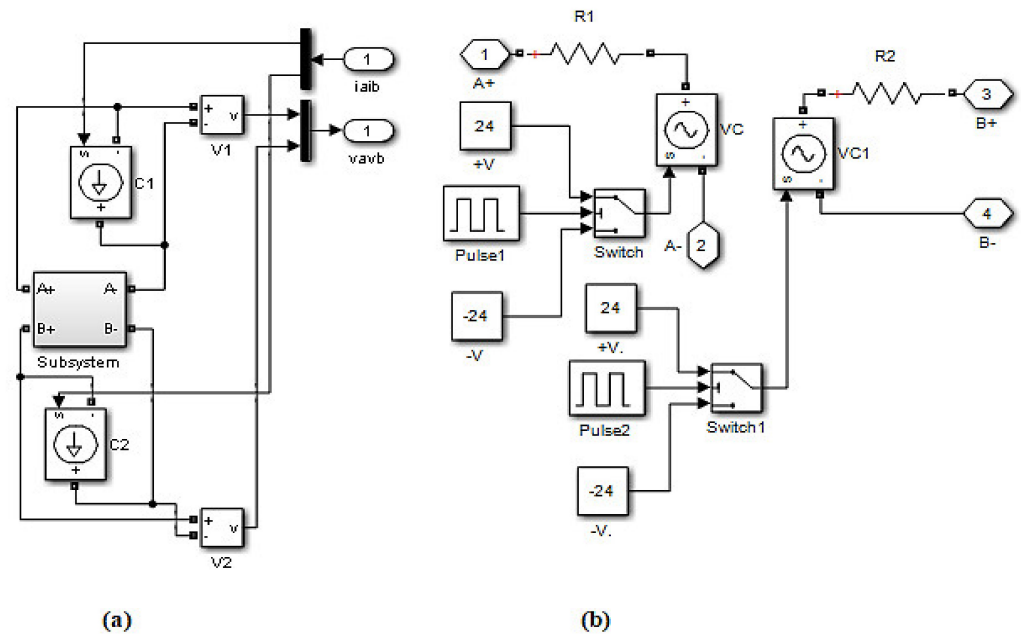 1
iaib
+
-
v
V1
1
vavb
s
-
C1
+
A+
A-
B+
B-
Subsystem
s
-
C2
+
+
-
v
V2
(a)
R1
1
A+
24
+V
+
s
-
VC
Pulse1
Switch
A-
2
-24
-V
R2
3
B+
+
s
-
VC1
4
B-
24
+V.
Pulse2
Switch1
-24
-V.
(b)